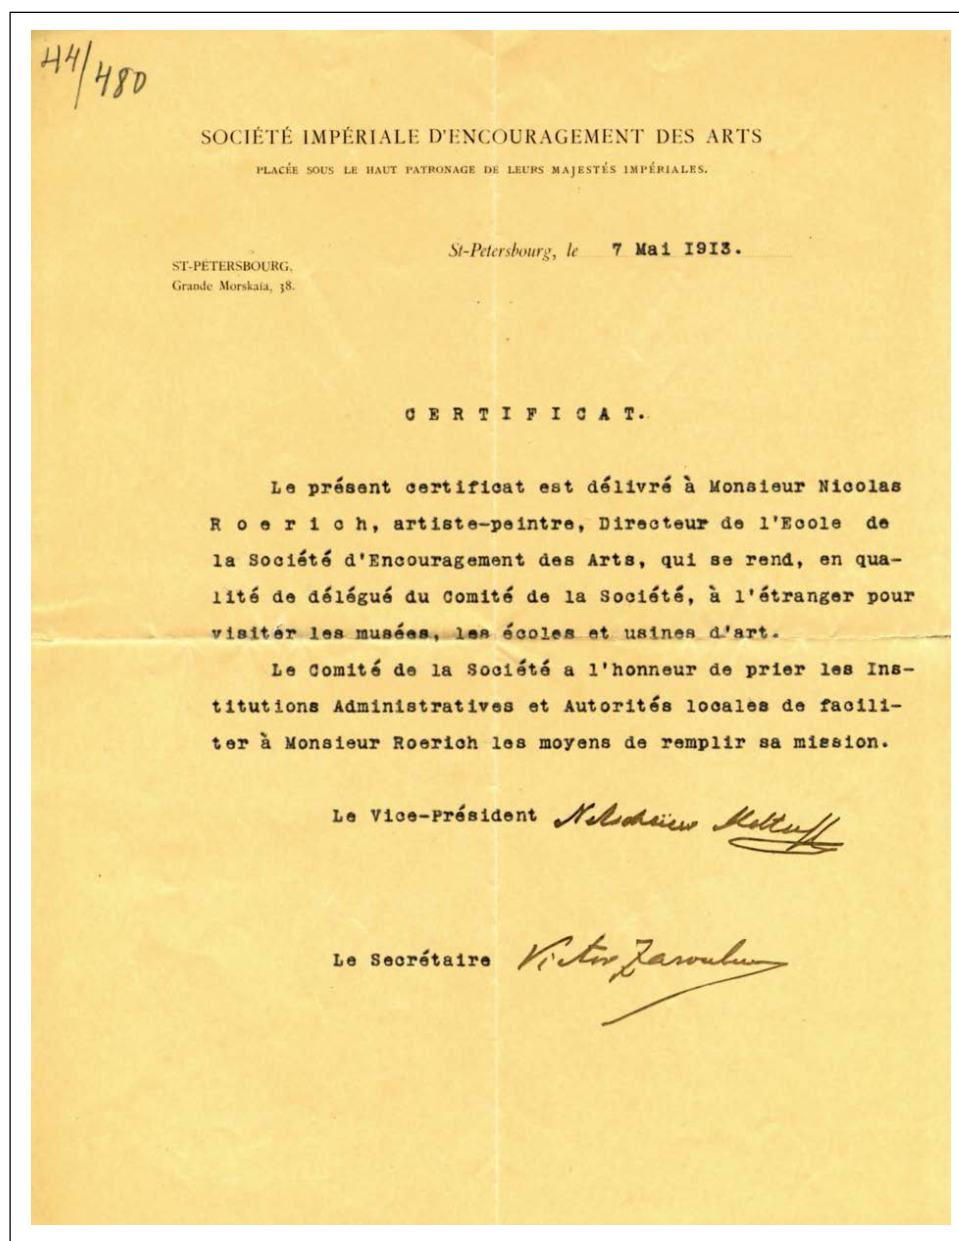 44/480
SOCIÉTÉ IMPÉRIALE D'ENCOURAGEMENT DES ARTS
PLACÉE SOUS LE HAUT PATRONAGE DE LEURS MAJESTÉS IMPÉRIALES.
St-Pétersbourg, le 7 Mai 1913.
ST-PÉTERSBOURG,
Grande Morskaïa, 38.
CERTIFICAT.
Le présent certificat est délivré à Monsieur Nicolas
Roerich, artiste-peintre, Directeur de l'Ecole de
la Société d'Encouragement des Arts, qui se rend, en qua-
lité de délégué du Comité de la Société, à l'étranger pour
visiter les musées, les écoles et usines d'art.
Le Comité de la Société a l'honneur de prier les Ins-
titutions Administratives et Autorités locales de facili-
ter à Monsieur Roerich les moyens de remplir sa mission.
Le Vice-Président
Le Secrétaire Victor